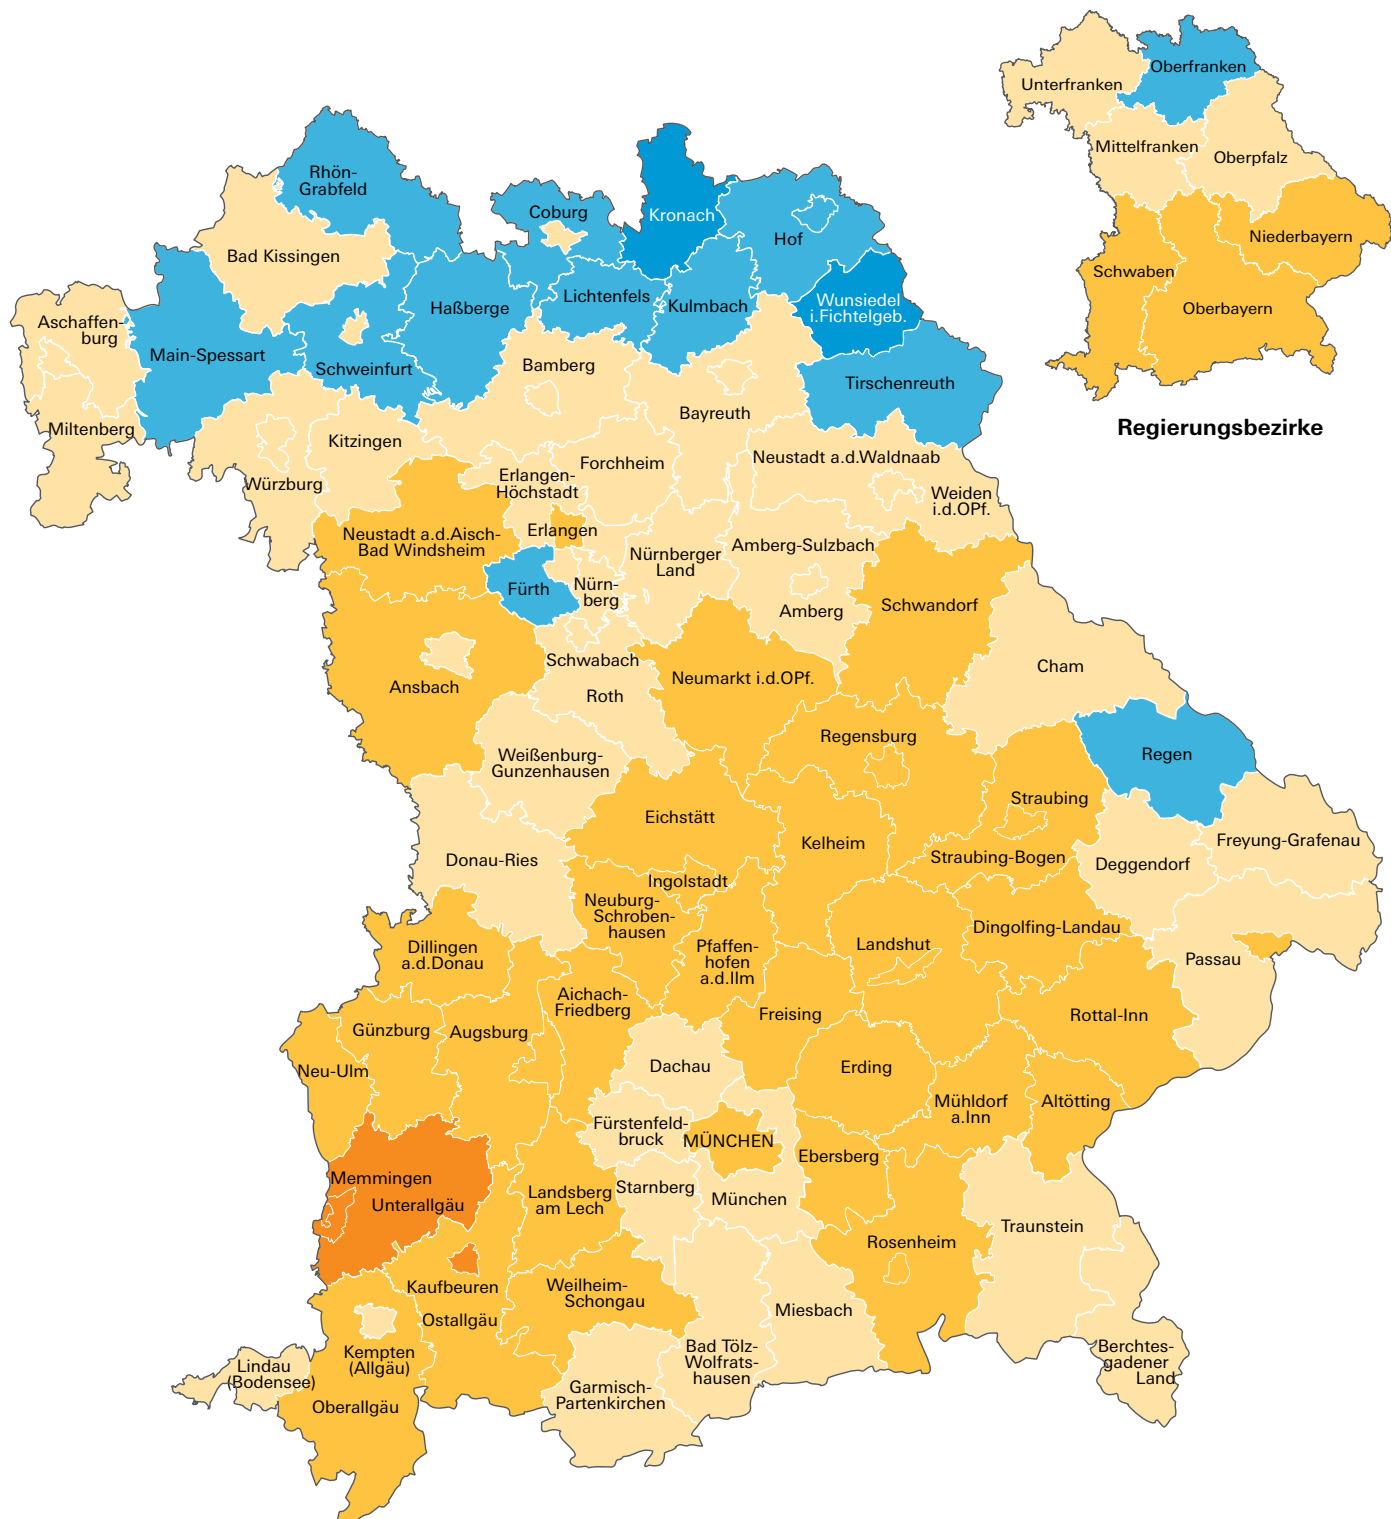 Oberfranken
Unterfranken
Mittelfranken
Oberpfalz
Niederbayern
Schwaben
Oberbayern
Regierungsbezirke
Rhön-
Grabfeld
Coburg
Kronach
Hof
Bad Kissingen
Haßberge
Lichtenfels
Kulmbach
Wunsiedel
i.Fichtelgeb.
Aschaffen-
burg
Main-Spessart
Schweinfurt
Bamberg
Tirschenreuth
Bayreuth
Miltenberg
Kitzingen
Würzburg
Erlangen-
Höchstadt
Forchheim
Neustadt a.d.Waldnaab
Weiden
i.d.OPf.
Neustadt a.d.Aisch-
Bad Windsheim
Erlangen
Nürnberger
Land
Amberg-Sulzbach
Fürth
Nürn-
berg
Amberg
Schwandorf
Schwabach
Ansbach
Roth
Neumarkt i.d.OPf.
Cham
Weißenburg-
Gunzenhausen
Regensburg
Regen
Straubing
Eichstätt
Kelheim
Straubing-Bogen
Freyung-Grafenau
Deggendorf
Donau-Ries
Ingolstadt
Neuburg-
Schroben-
hausen
Dillingen
a.d.Donau
Pfaffen-
hofen
a.d.Ilm
Landshut
Dingolfing-Landau
Passau
Aichach-
Friedberg
Günzburg
Augsburg
Freising
Rottal-Inn
Neu-Ulm
Dachau
Erding
Mühldorf
a.Inn
Altötting
Fürstenfeld-
bruck
MÜNCHEN
Ebersberg
Memmingen
Unterallgäu
Landsberg
am Lech
Starnberg
München
Traunstein
Rosenheim
Kaufbeuren
Weilheim-
Schongau
Miesbach
Ostallgäu
Kempten
(Allgäu)
Bad Tölz-
Wolfrats-
hausen
Berchtes-
gadener
Land
Lindau
(Bodensee)
Garmisch-
Partenkirchen
Oberallgäu